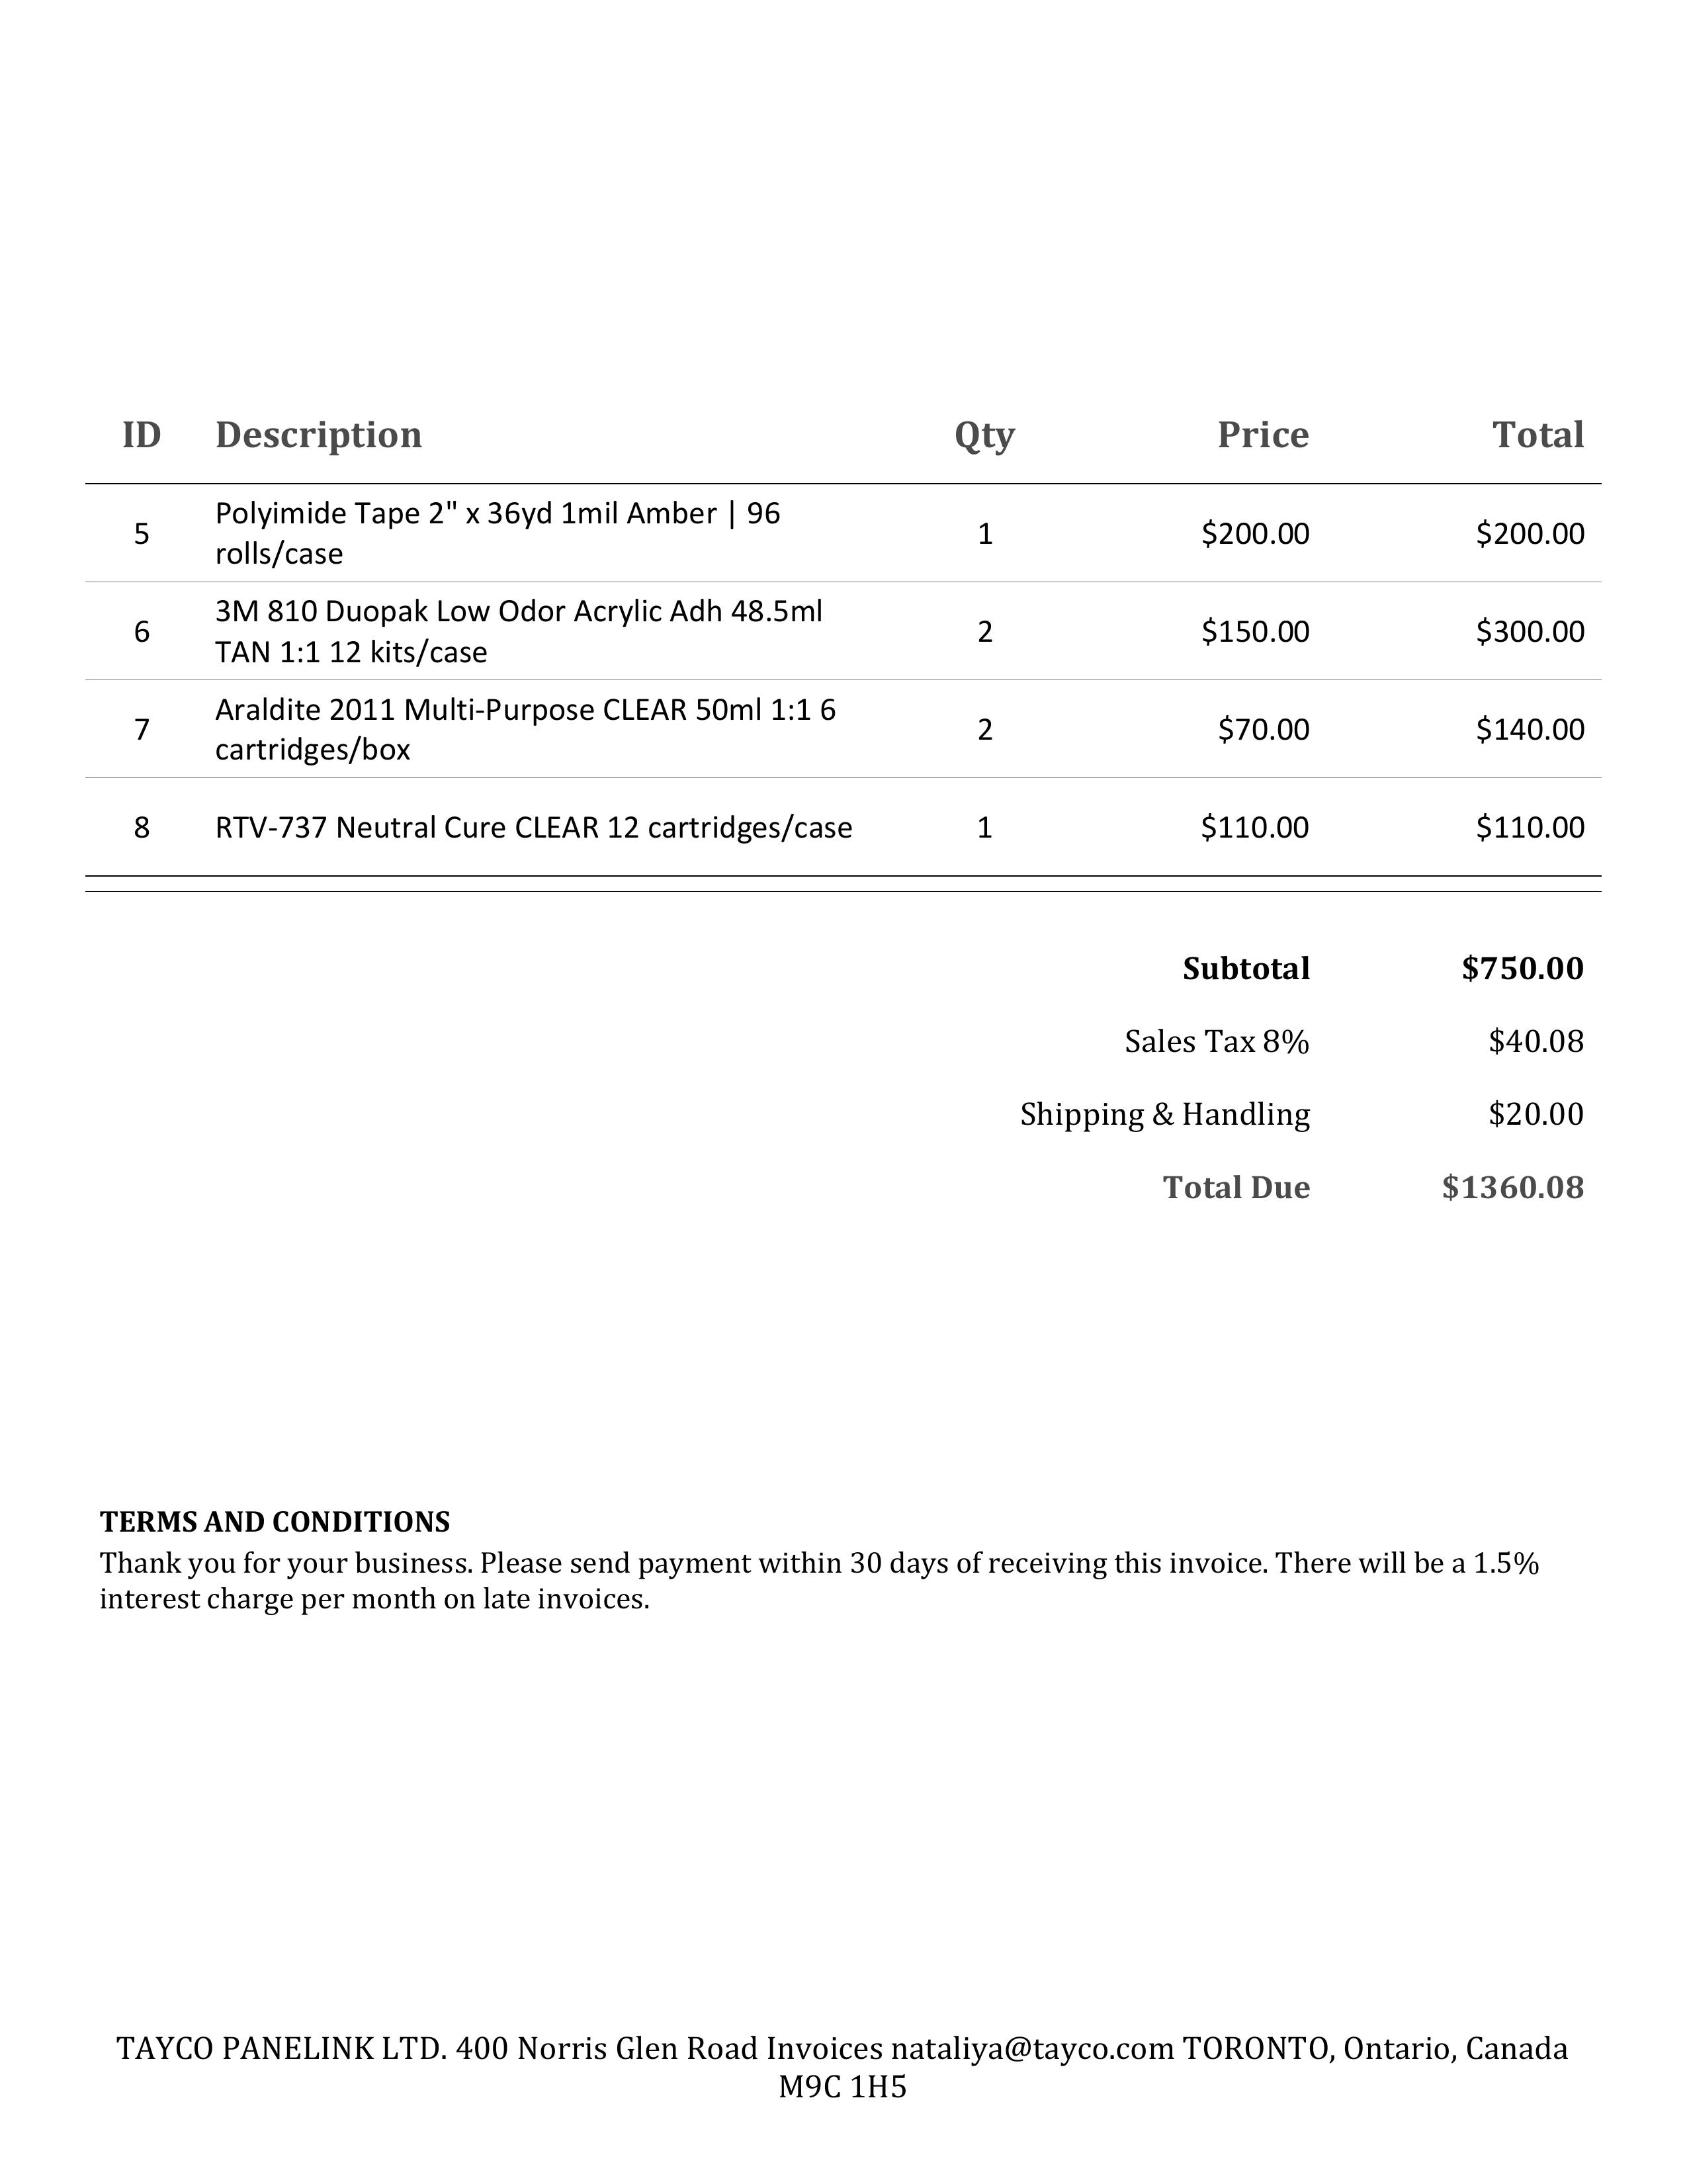 ID Description Qty Price Total
5 Polyimide Tape 2" x 36yd 1mil Amber | 96 1 $200.00 $200.00
rolls/case
6 3M 810 Duopak Low Odor Acrylic Adh 48.5ml 2 $150.00 $300.00
TAN 1:1 12 kits/case
7 Araldite 2011 Multi-Purpose CLEAR 50ml 1:1 6 2 $70.00 $140.00
cartridges/box
8 RTV-737 Neutral Cure CLEAR 12 cartridges/case 1 $110.00 $110.00
Subtotal $750.00
Sales Tax 8% $40.08
Shipping & Handling $20.00
Total Due $1360.08
TERMS AND CONDITIONS
Thank you for your business. Please send payment within 30 days of receiving this invoice. There will be a 1.5%
interest charge per month on late invoices.
TAYCO PANELINK LTD. 400 Norris Glen Road Invoices nataliya@tayco.com TORONTO, Ontario, Canada
M9C 1H5